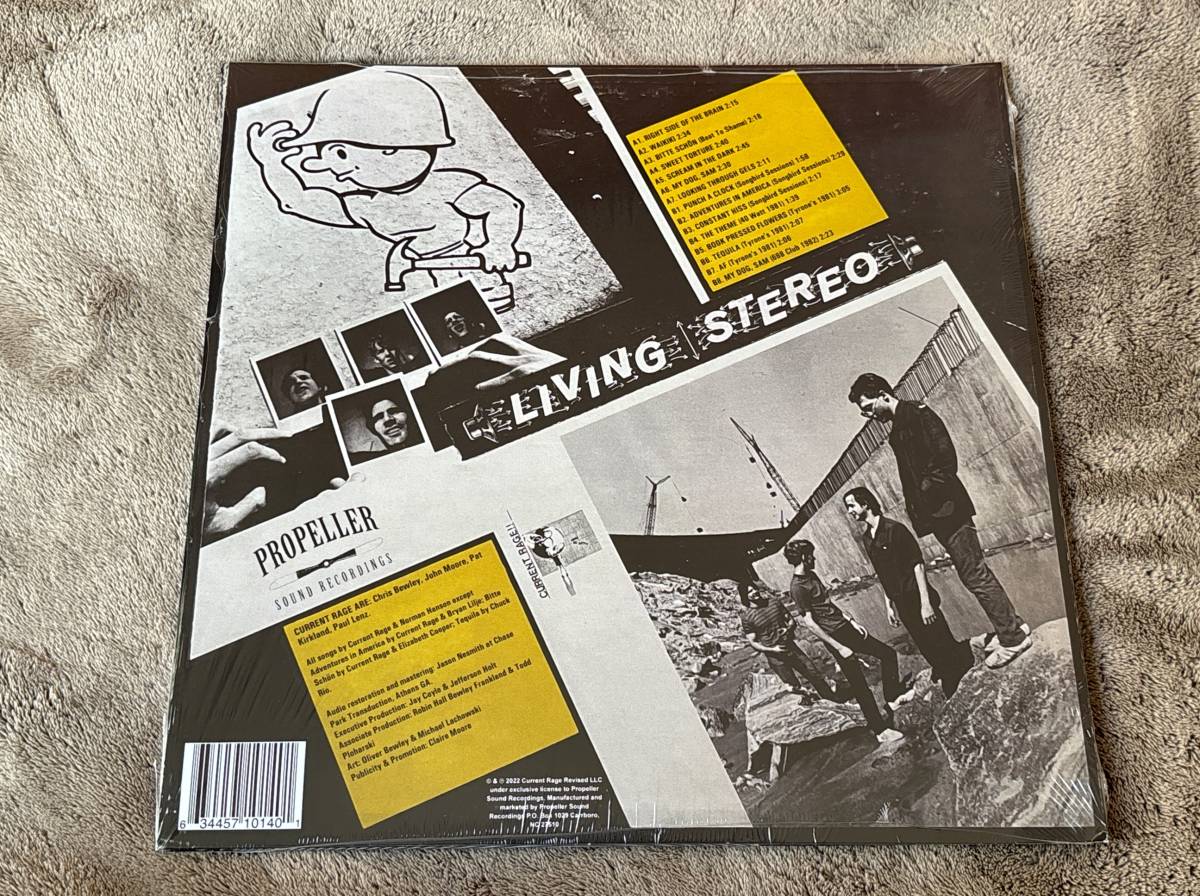 A1. RIGHT SIDE OF THE BRAIN 2:15
A2. WAIKIKI 2:34
A3. BITTE SCHÖN (Beat To Shame) 2:18
A4. SWEET TORTURE 2:40
A5. SCREAM IN THE DARK 2:45
A6. MY DOG, SAM 2:30
A7. LOOKING THROUGH GELS 2:11
B1. PUNCH A CLOCK (Songbird Sessions) 1:58
B2. ADVENTURES IN AMERICA (Songbird Sessions) 2:29
B3. CONSTANT HISS (Songbird Sessions) 2:17
B4. THE THEME (40 Watt 1981) 1:39
B5. BOOK PRESSED FLOWERS (Tyrone's 1981) 3:05
B6. TEQUILA (Tyrone's 1981) 2:07
B7. AF (Tyrone's 1981) 2:06
B8. MY DOG, SAM (688 Club 1982) 2:23
LIVING STEREO
PROPELLER
SOUND RECORDINGS
CURRENT RAGE!!
CURRENT RAGE ARE: Chris Bewley, John Moore, Pat
Kirkland, Paul Lenz.
All songs by Current Rage & Norman Hanson except
Adventures in America by Current Rage & Bryan Lilje; Bitte
Schön by Current Rage & Elizabeth Cooper; Tequila by Chuck
Rio.
Audio restoration and mastering: Jason Nesmith at Chase
Park Transduction, Athens GA.
Executive Production: Jay Coyle & Jefferson Holt
Associate Production: Robin Hall Bewley Frankland & Todd
Ploharski
Art: Oliver Bewley & Michael Lachowski
Publicity & Promotion: Claire Moore
© & ℗ 2022 Current Rage Revised LLC
under exclusive license to Propeller
Sound Recordings. Manufactured and
marketed by Propeller Sound
Recordings P.O. Box 1029 Carrboro,
NC 27510
6 34457 10140 1